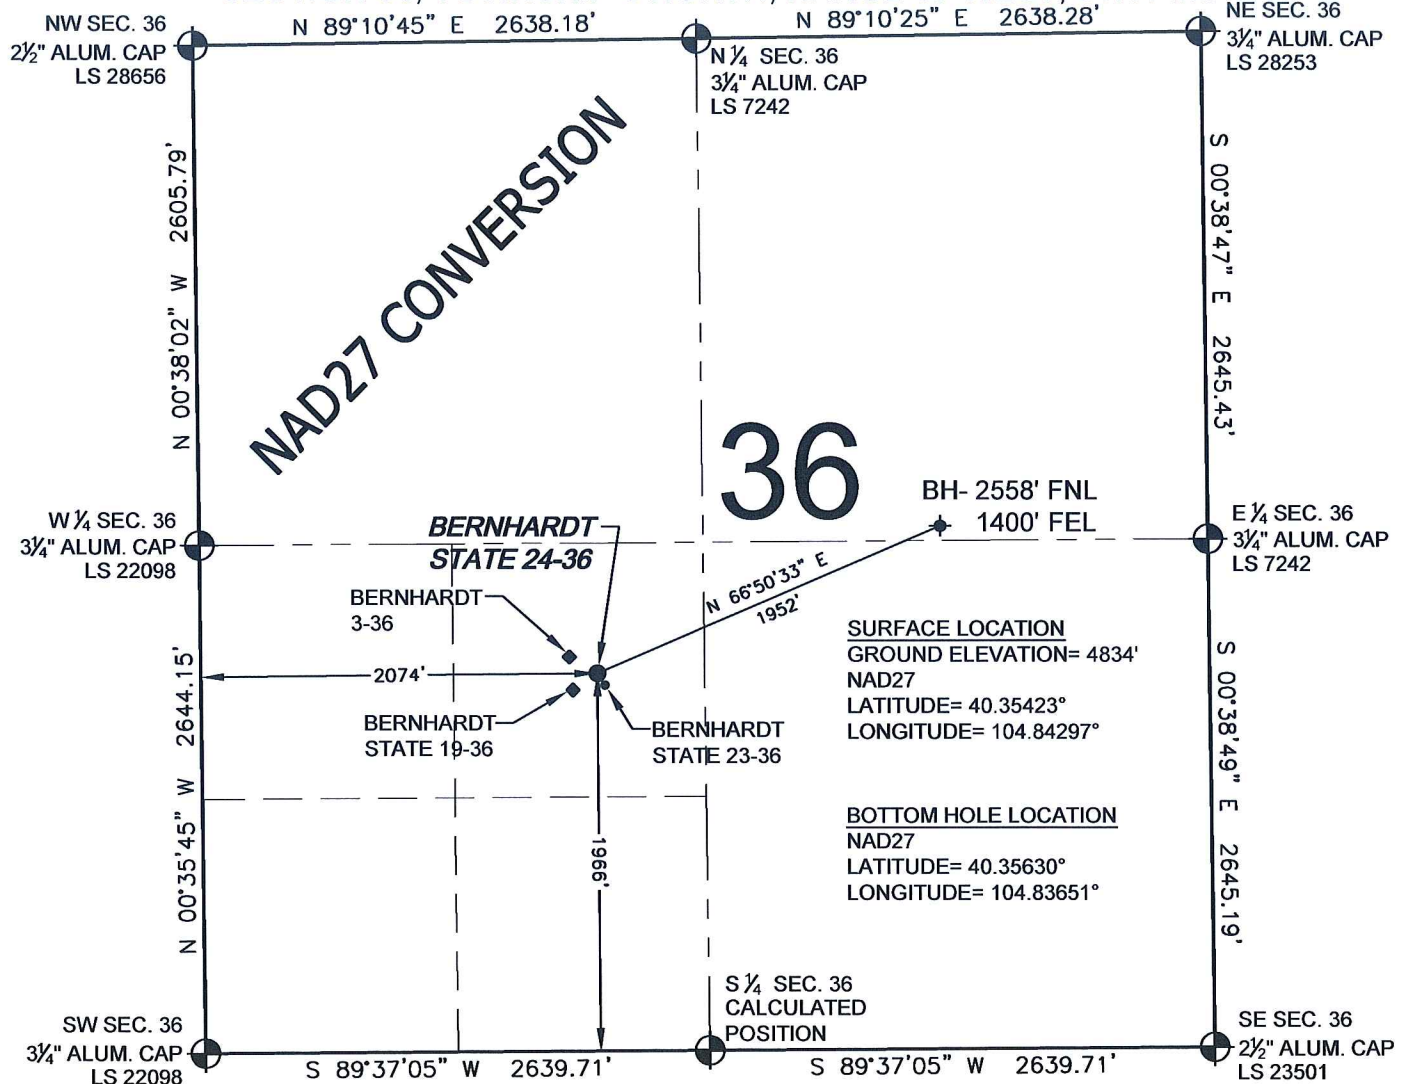 NW SEC. 36
2½" ALUM. CAP
LS 28656
N 89°10'45" E 2638.18'
N 89°10'25" E 2638.28'
NE SEC. 36
3¼" ALUM. CAP
LS 28253
N ¼ SEC. 36
3¼" ALUM. CAP
LS 7242
NAD27 CONVERSION
N 00°38'02" W 2605.79'
S 00°38'47" E 2645.43'
36
BH- 2558' FNL
1400' FEL
W ¼ SEC. 36
3¼" ALUM. CAP
LS 22098
E ¼ SEC. 36
3¼" ALUM. CAP
LS 7242
BERNHARDT
STATE 24-36
N 66°50'33" E
1952'
BERNHARDT
3-36
2074'
BERNHARDT
STATE 19-36
BERNHARDT
STATE 23-36
SURFACE LOCATION
GROUND ELEVATION= 4834'
NAD27
LATITUDE= 40.35423°
LONGITUDE= 104.84297°
BOTTOM HOLE LOCATION
NAD27
LATITUDE= 40.35630°
LONGITUDE= 104.83651°
N 00°35'45" W 2644.15'
1966'
S 00°38'49" E 2645.19'
S ¼ SEC. 36
CALCULATED
POSITION
SW SEC. 36
3¼" ALUM. CAP
LS 22098
S 89°37'05" W 2639.71'
S 89°37'05" W 2639.71'
SE SEC. 36
2½" ALUM. CAP
LS 23501